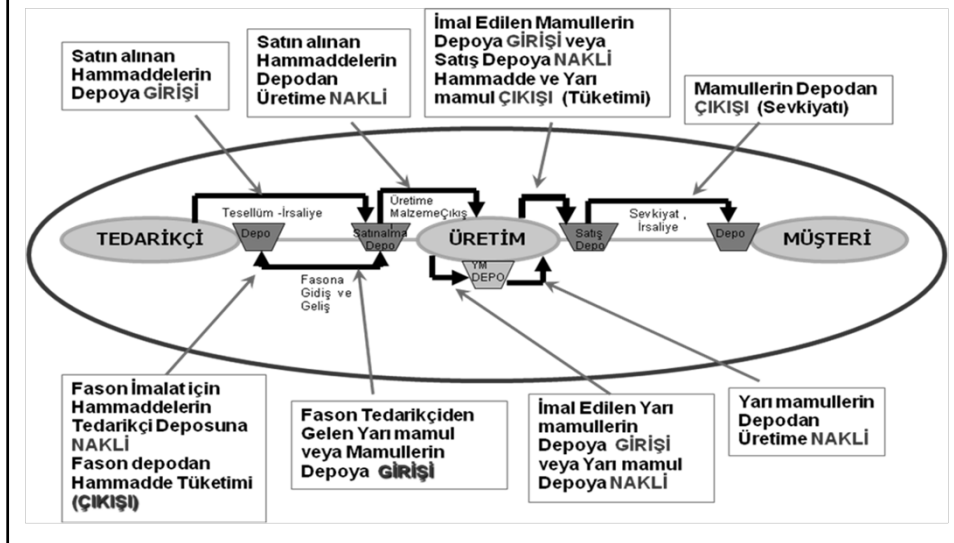 Satın alınan
Hammaddelerin
Depoya GİRİŞİ
Satın alınan
Hammaddelerin
Depodan
Üretime NAKLİ
İmal Edilen Mamullerin
Depoya GİRİŞİ veya
Satış Depoya NAKLİ
Hammadde ve Yarı
mamul ÇIKIŞI (Tüketimi)
Mamullerin Depodan
ÇIKIŞI (Sevkiyatı)
TEDARİKÇİ
Depo
Tesellüm -İrsaliye
Satınalma
Depo
Üretime
MalzemeÇıkış
ÜRETİM
YM
DEPO
Satış
Depo
Sevkiyat ,
İrsaliye
Depo
MÜŞTERİ
Fasona
Gidiş ve
Geliş
Fason İmalat için
Hammaddelerin
Tedarikçi Deposuna
NAKLİ
Fason depodan
Hammadde Tüketimi
(ÇIKIŞI)
Fason Tedarikçiden
Gelen Yarı mamul
veya Mamullerin
Depoya GİRİŞİ
İmal Edilen Yarı
mamullerin
Depoya GİRİŞİ
veya Yarı mamul
Depoya NAKLİ
Yarı mamullerin
Depodan
Üretime NAKLİ